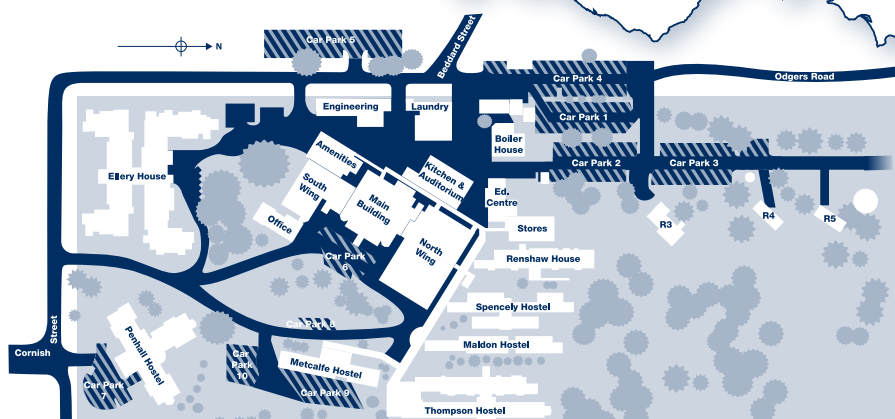 Car Park 5
N
Beddard Street
Car Park 4
Odgers Road
Engineering
Laundry
Car Park 1
Boiler
House
Amenities
Kitchen &
Auditorium
Car Park 2
Car Park 3
Ellery House
South
Wing
Main
Building
Ed.
Centre
Office
North
Wing
Stores
R3
R4
R5
Car Park
6
Renshaw House
Spencely Hostel
Car Park 8
Maldon Hostel
Cornish
Street
Penhall Hostel
Car
Park
10
Metcalfe Hostel
Car Park
7
Car Park 9
Thompson Hostel